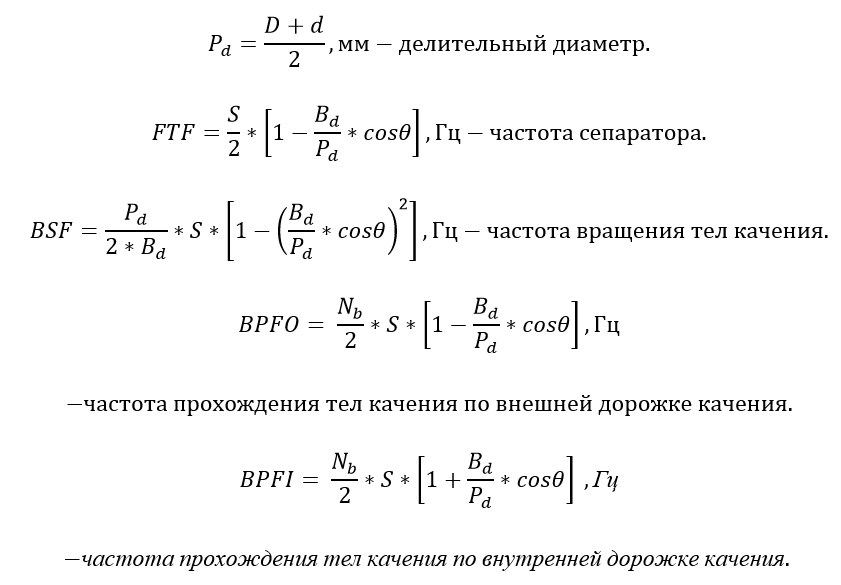 P_d = (D + d)/2 , мм − делительный диаметр.
FTF = S/2 * [1 − B_d/P_d * cosθ] , Гц − частота сепаратора.
BSF = P_d/(2 * B_d) * S * [1 − (B_d/P_d * cosθ)^2] , Гц − частота вращения тел качения.
BPFO = N_b/2 * S * [1 − B_d/P_d * cosθ] , Гц
−частота прохождения тел качения по внешней дорожке качения.
BPFI = N_b/2 * S * [1 + B_d/P_d * cosθ] , Гц
−частота прохождения тел качения по внутренней дорожке качения.